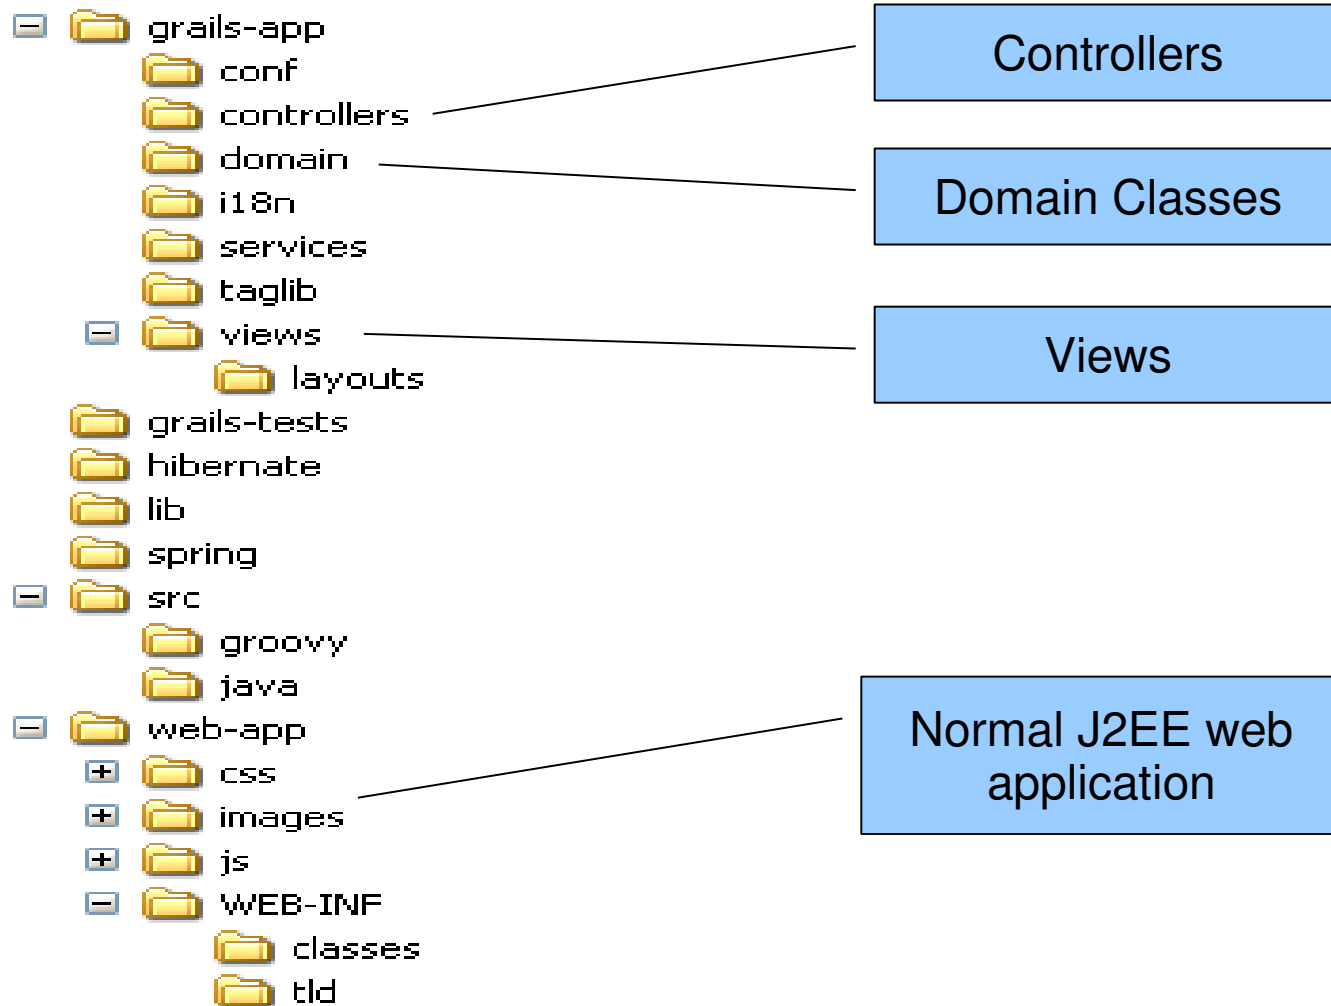 grails-app
Controllers
conf
controllers
domain
Domain Classes
i18n
services
taglib
views
Views
layouts
grails-tests
hibernate
lib
spring
src
groovy
java
web-app
Normal J2EE web
application
css
images
js
WEB-INF
classes
tld